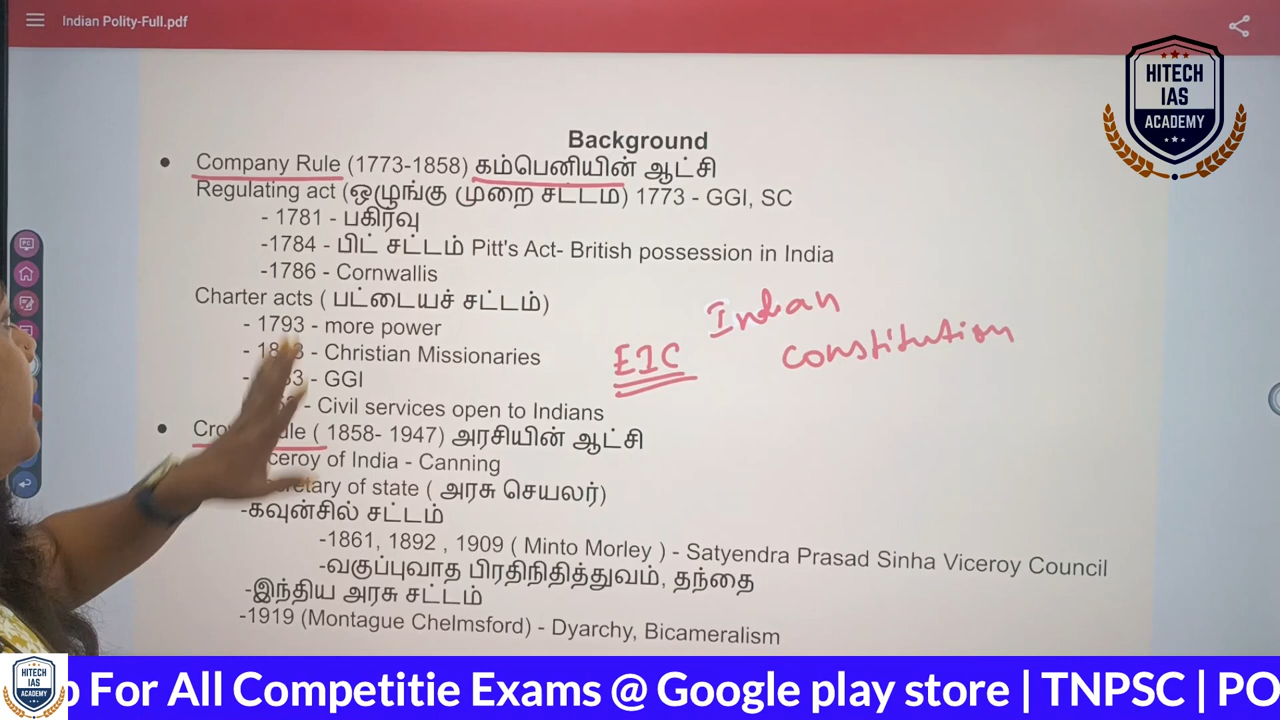 Indian Polity-Full.pdf
HITECH
IAS
ACADEMY
Background
Company Rule (1773-1858) கம்பெனியின் ஆட்சி
Regulating act (ஒழுங்கு முறை சட்டம்) 1773 - GGI, SC
- 1781 - பகிர்வு
-1784 - பிட் சட்டம் Pitt's Act- British possession in India
-1786 - Cornwallis
Charter acts ( பட்டையச் சட்டம்)
- 1793 - more power
- Christian Missionaries
- GGI
- Civil services open to Indians
EIC
Indian
constitution
( 1858- 1947) அரசியின் ஆட்சி
of India - Canning
of state ( அரசு செயலர்)
-கவுன்சில் சட்டம்
-1861, 1892 , 1909 ( Minto Morley ) - Satyendra Prasad Sinha Viceroy Council
-வகுப்புவாத பிரதிநிதித்துவம், தந்தை
-இந்திய அரசு சட்டம்
-1919 (Montague Chelmsford) - Dyarchy, Bicameralism
HITECH
IAS
ACADEMY
For All Competitie Exams @ Google play store | TNPSC | PO